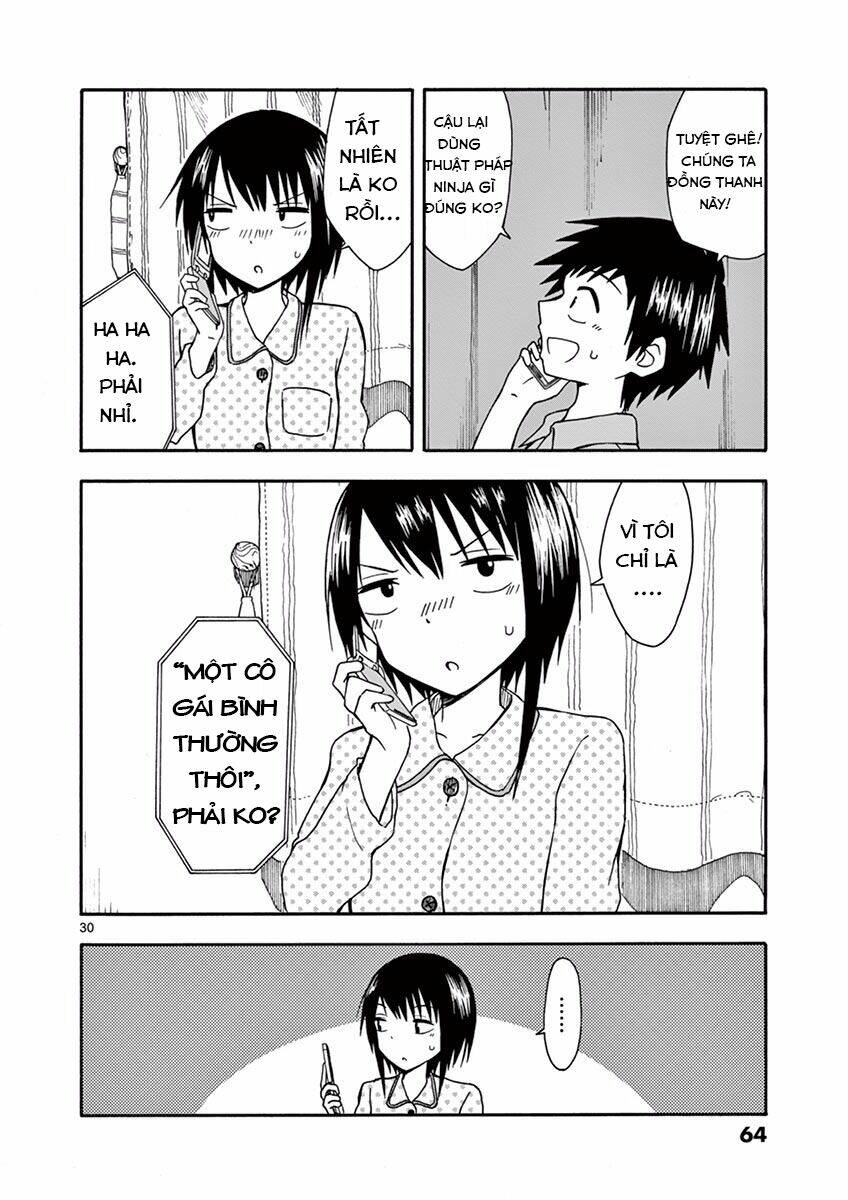 TUYỆT GHÊ!
CHÚNG TA
ĐỒNG THANH
NÀY!
CẬU LẠI
DÙNG
THUẬT PHÁP
NINJA GÌ
ĐÚNG KO?
TẤT
NHIÊN
LÀ KO
RỒI...
HA HA
HA.
PHẢI
NHỈ.
VÌ TÔI
CHỈ LÀ
....
“MỘT CÔ
GÁI BÌNH
THƯỜNG
THÔI”,
PHẢI KO?
30
......
64